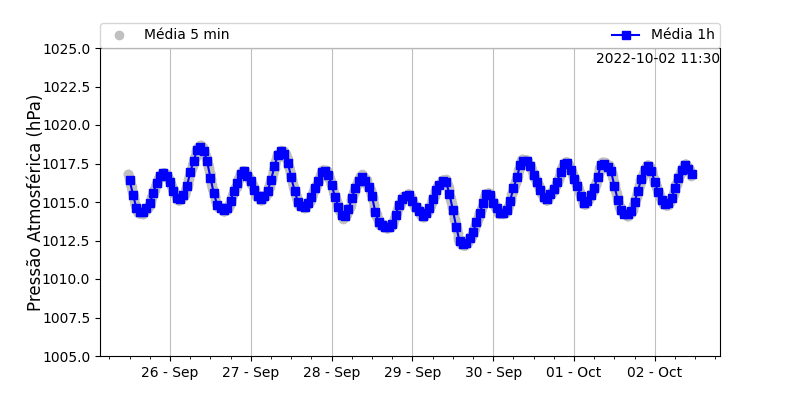 Média 5 min
Média 1h
2022-10-02 11:30
Pressão Atmosférica (hPa)
1025.0
1022.5
1020.0
1017.5
1015.0
1012.5
1010.0
1007.5
1005.0
26 - Sep
27 - Sep
28 - Sep
29 - Sep
30 - Sep
01 - Oct
02 - Oct